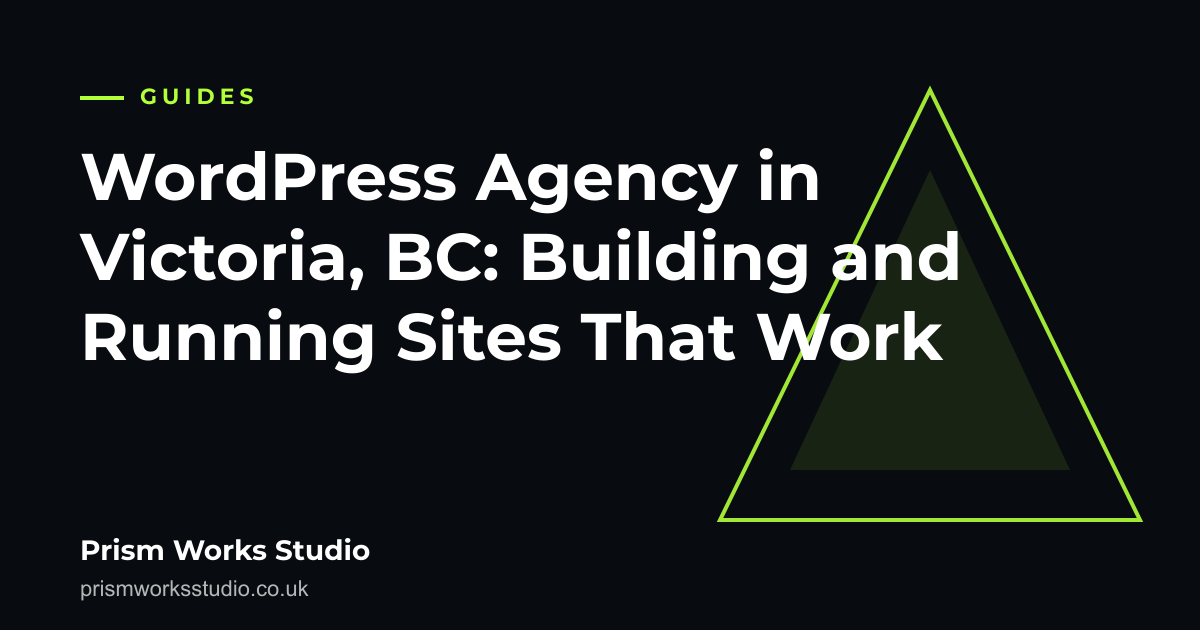 GUIDES
WordPress Agency in
Victoria, BC: Building and
Running Sites That Work
Prism Works Studio
prismworksstudio.co.uk